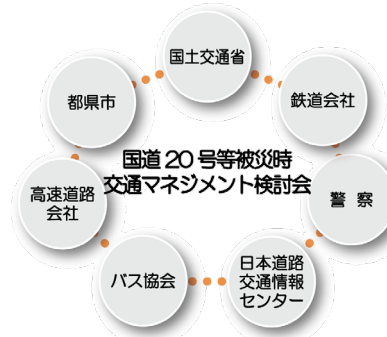 国土交通省
都県市
鉄道会社
国道20号等被災時
交通マネジメント検討会
高速道路
会社
警 察
バス協会
日本道路
交通情報
センター